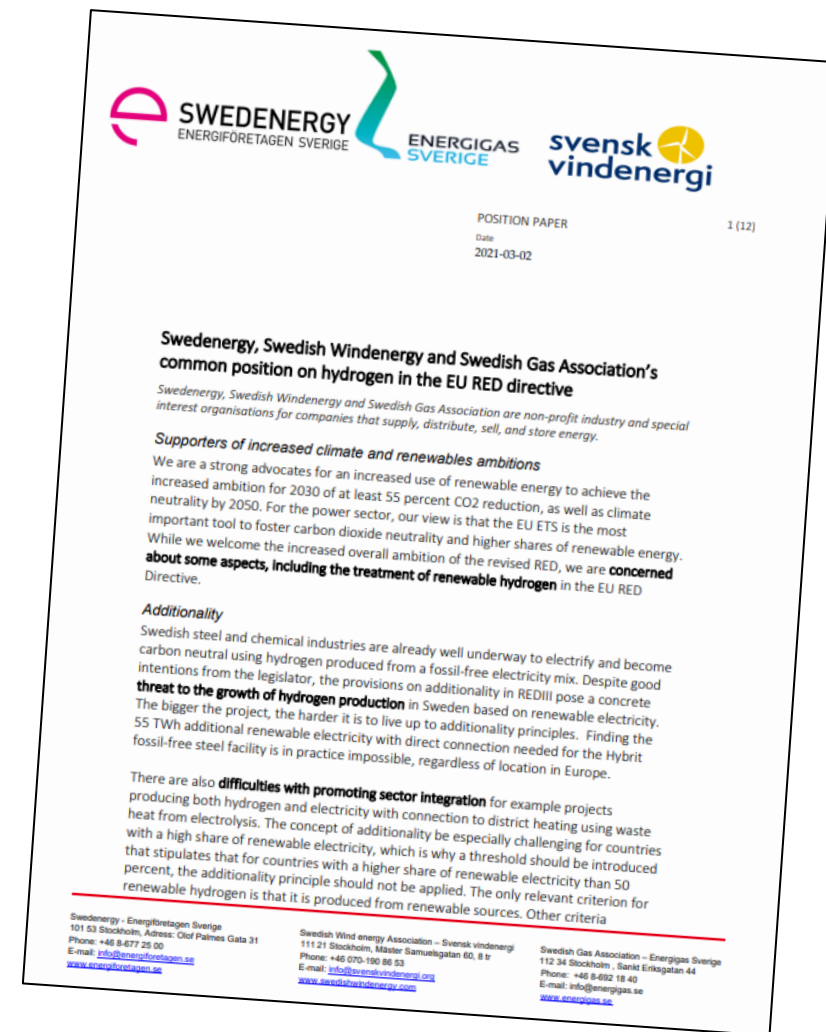 SWEDENERGY
ENERGIFÖRETAGEN SVERIGE
ENERGIGAS
SVERIGE
svensk
vindenergi
POSITION PAPER
1 (12)
Date
2021-03-02
Swedenergy, Swedish Windenergy and Swedish Gas Association's
common position on hydrogen in the EU RED directive
Swedenergy, Swedish Windenergy and Swedish Gas Association are non-profit industry and special
interest organisations for companies that supply, distribute, sell, and store energy.
Supporters of increased climate and renewables ambitions
We are a strong advocates for an increased use of renewable energy to achieve the
increased ambition for 2030 of at least 55 percent CO2 reduction, as well as climate
neutrality by 2050. For the power sector, our view is that the EU ETS is the most
important tool to foster carbon dioxide neutrality and higher shares of renewable energy.
While we welcome the increased overall ambition of the revised RED, we are concerned
about some aspects, including the treatment of renewable hydrogen in the EU RED
Directive.
Additionality
Swedish steel and chemical industries are already well underway to electrify and become
carbon neutral using hydrogen produced from a fossil-free electricity mix. Despite good
intentions from the legislator, the provisions on additionality in REDIII pose a concrete
threat to the growth of hydrogen production in Sweden based on renewable electricity.
The bigger the project, the harder it is to live up to additionality principles. Finding the
55 TWh additional renewable electricity with direct connection needed for the Hybrit
fossil-free steel facility is in practice impossible, regardless of location in Europe.
There are also difficulties with promoting sector integration for example projects
producing both hydrogen and electricity with connection to district heating using waste
heat from electrolysis. The concept of additionality be especially challenging for countries
with a high share of renewable electricity, which is why a threshold should be introduced
that stipulates that for countries with a higher share of renewable electricity than 50
percent, the additionality principle should not be applied. The only relevant criterion for
renewable hydrogen is that it is produced from renewable sources. Other criteria
Swedenergy - Energiföretagen Sverige
101 53 Stockholm, Adress: Olof Palmes Gata 31
Phone: +46 8-677 25 00
E-mail: info@energiforetagen.se
www.energiforetagen.se
Swedish Wind energy Association – Svensk vindenergi
111 21 Stockholm, Mäster Samuelsgatan 60, 8 tr
Phone: +46 070-190 86 53
E-mail: info@svenskvindenergi.org
www.swedishwindenergy.com
Swedish Gas Association – Energigas Sverige
112 34 Stockholm , Sankt Eriksgatan 44
Phone: +46 8-692 18 40
E-mail: info@energigas.se
www.energigas.se